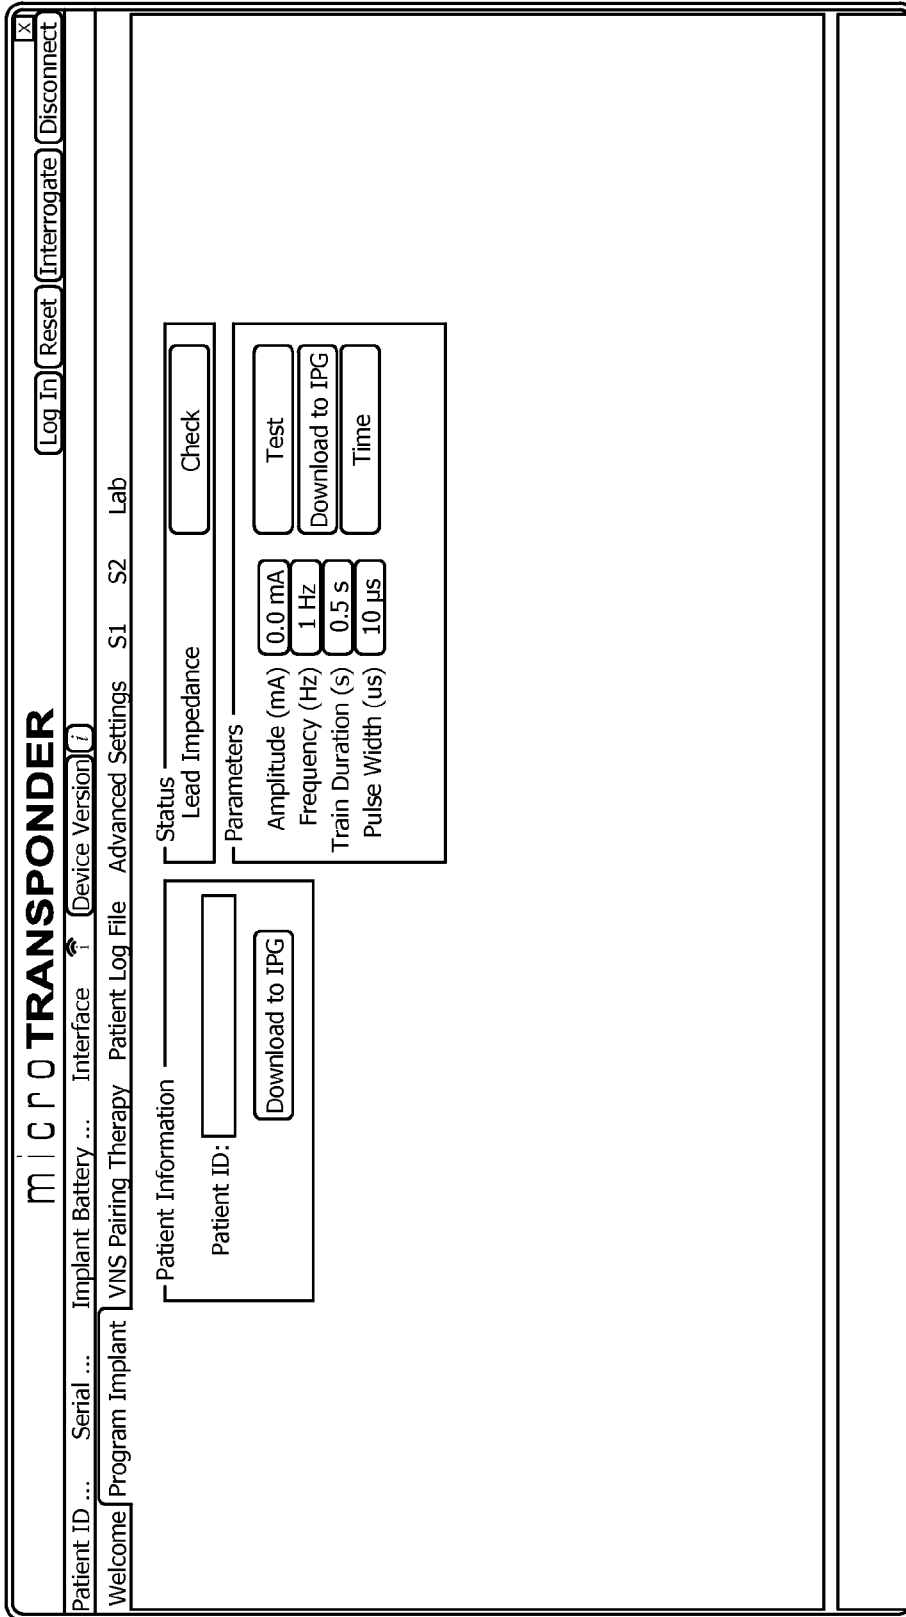 microTRANSPONDER
X
Log In Reset Interrogate Disconnect
Patient ID ... Serial ... Implant Battery ... Interface i Device Version i
Welcome Program Implant VNS Pairing Therapy Patient Log File Advanced Settings S1 S2 Lab
Patient Information
Patient ID:
Download to IPG
Status
Lead Impedance Check
Parameters
Amplitude (mA) 0.0 mA Test
Frequency (Hz) 1 Hz Download to IPG
Train Duration (s) 0.5 s Time
Pulse Width (us) 10 µs